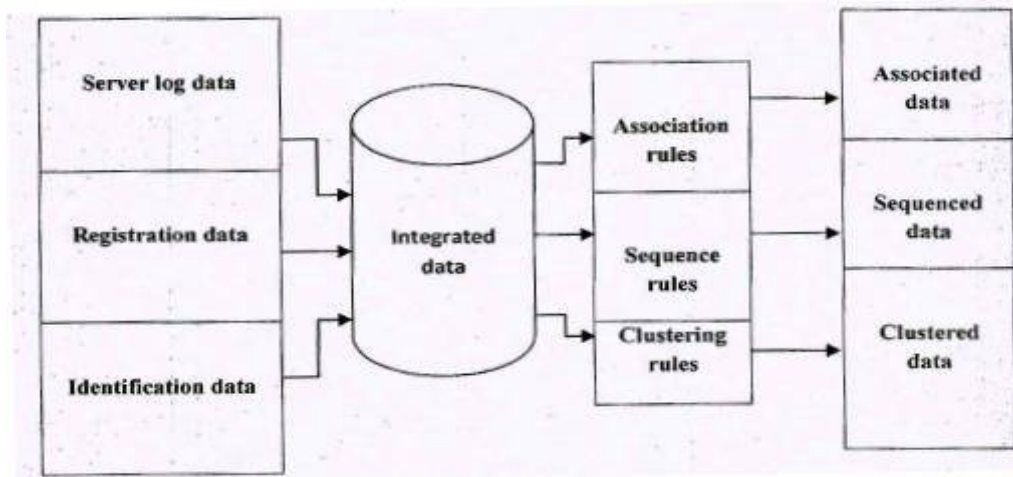 Server log data
Registration data
Identification data
Integrated
data
Association
rules
Sequence
rules
Clustering
rules
Associated
data
Sequenced
data
Clustered
data